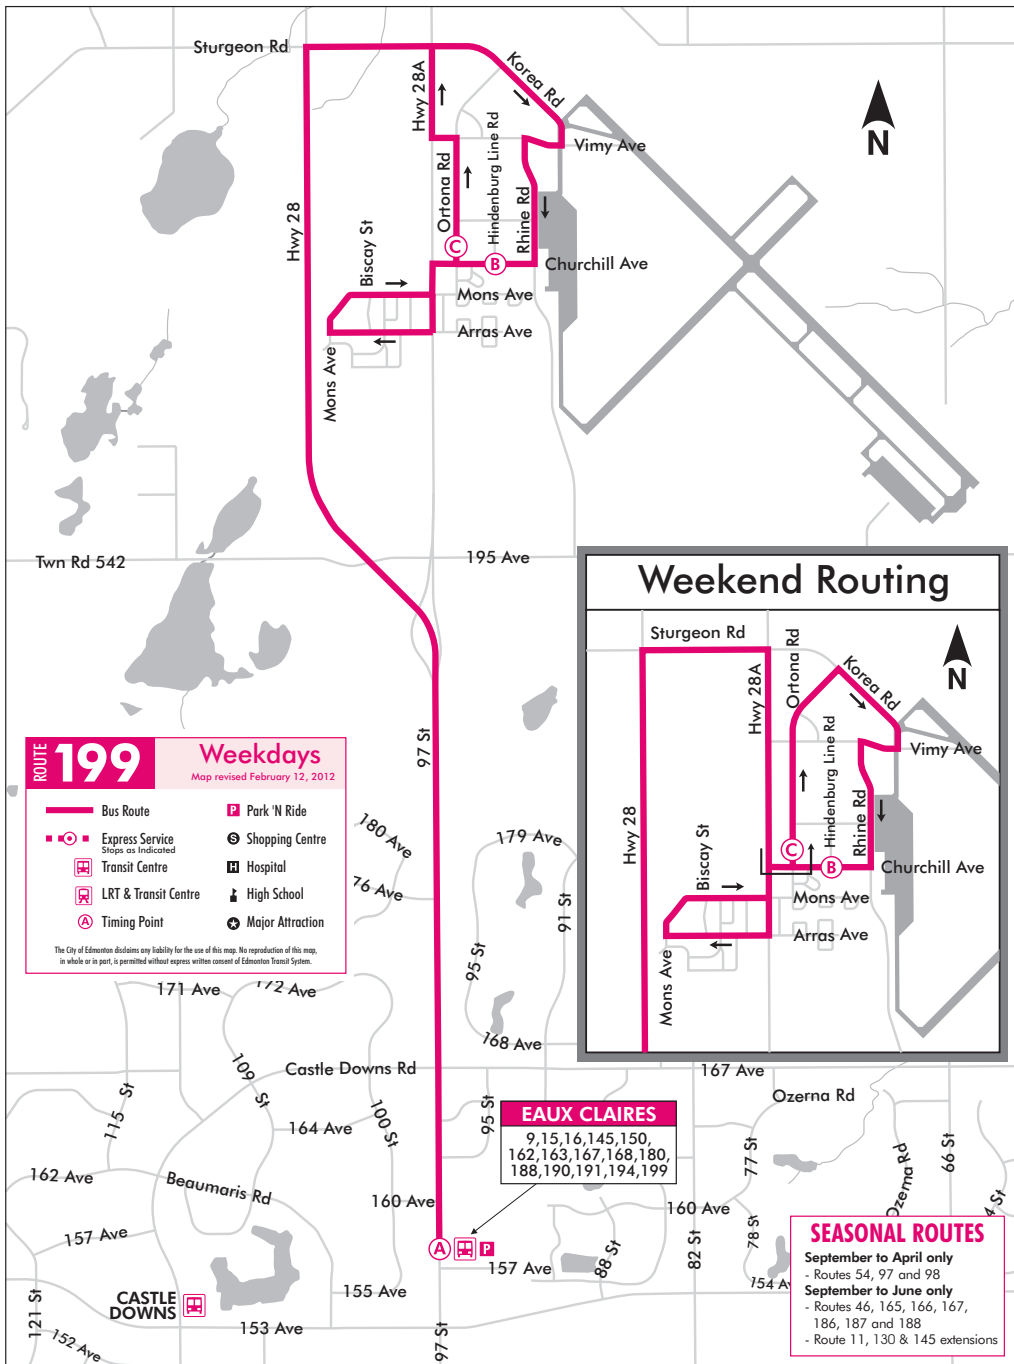 Sturgeon Rd
Korea Rd
Hwy 28A
Hindenburg Line Rd
Vimy Ave
N
Ortona Rd
Hwy 28
Biscay St
Rhine Rd
C
B
Churchill Ave
Mons Ave
Arras Ave
Mons Ave
Twn Rd 542
195 Ave
97 St
Weekend Routing
Sturgeon Rd
Ortona Rd
Korea Rd
N
Hwy 28A
Vimy Ave
Hindenburg Line Rd
Hwy 28
Rhine Rd
Biscay St
C
B
Churchill Ave
Mons Ave
Arras Ave
Mons Ave
ROUTE 199
Weekdays
Map revised February 12, 2012
Bus Route
P Park 'N Ride
Express Service
Stops as Indicated
S Shopping Centre
Transit Centre
H Hospital
LRT & Transit Centre
High School
A Timing Point
Major Attraction
The City of Edmonton disclaims any liability for the use of this map. No reproduction of this map,
in whole or in part, is permitted without express written consent of Edmonton Transit System.
180 Ave
179 Ave
76 Ave
91 St
95 St
171 Ave
172 Ave
168 Ave
Castle Downs Rd
167 Ave
109 St
115 St
100 St
95 St
Ozerna Rd
164 Ave
EAUX CLAIRES
9,15,16,145,150,
162,163,167,168,180,
188,190,191,194,199
77 St
66 St
Ozerna Rd
162 Ave
Beaumaris Rd
160 Ave
160 Ave
4 St
157 Ave
A
P
157 Ave
88 St
82 St
78 St
154 Av
155 Ave
CASTLE
DOWNS
153 Ave
121 St
152 Ave
97 St
SEASONAL ROUTES
September to April only
- Routes 54, 97 and 98
September to June only
- Routes 46, 165, 166, 167,
186, 187 and 188
- Route 11, 130 & 145 extensions